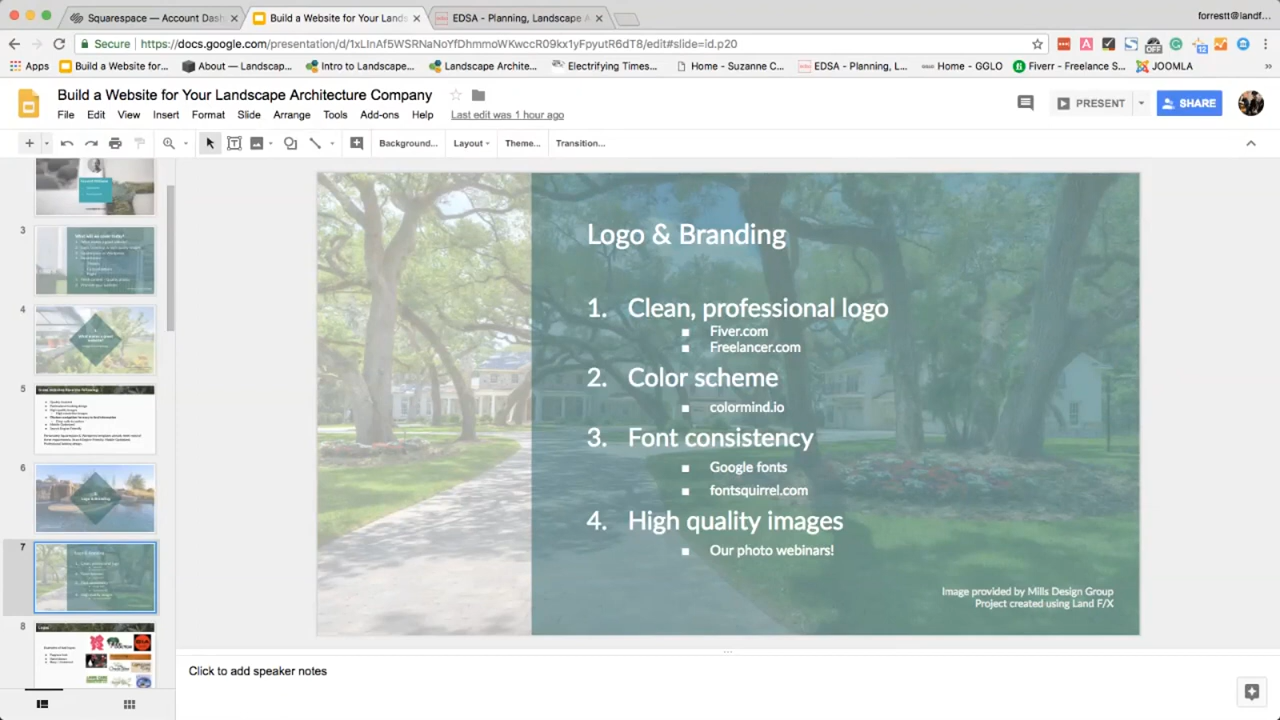 Squarespace — Account Dash
Build a Website for Your Lands
EDSA - Planning, Landscape A
forrestt@landf...
Secure
https://docs.google.com/presentation/d/1xLInAf5WSRNaNoYfDhmmoWKwccR09kx1yFpyutR6dT8/edit#slide=id.p20
12
OFF
Apps
Build a Website for...
About — Landscap...
Intro to Landscape...
Landscape Archite...
Electrifying Times...
Home - Suzanne C...
EDSA - Planning, L...
Home - GGLO
Fiverr - Freelance S...
JOOMLA
»
Build a Website for Your Landscape Architecture Company
File Edit View Insert Format Slide Arrange Tools Add-ons Help
Last edit was 1 hour ago
PRESENT
SHARE
Background...
Layout
Theme...
Transition...
3
4
5
6
7
8
Logo & Branding
1. Clean, professional logo
■ Fiver.com
■ Freelancer.com
2. Color scheme
■ colormind.io
3. Font consistency
■ Google fonts
■ fontsquirrel.com
4. High quality images
■ Our photo webinars!
Image provided by Mills Design Group
Project created using Land F/X
Click to add speaker notes